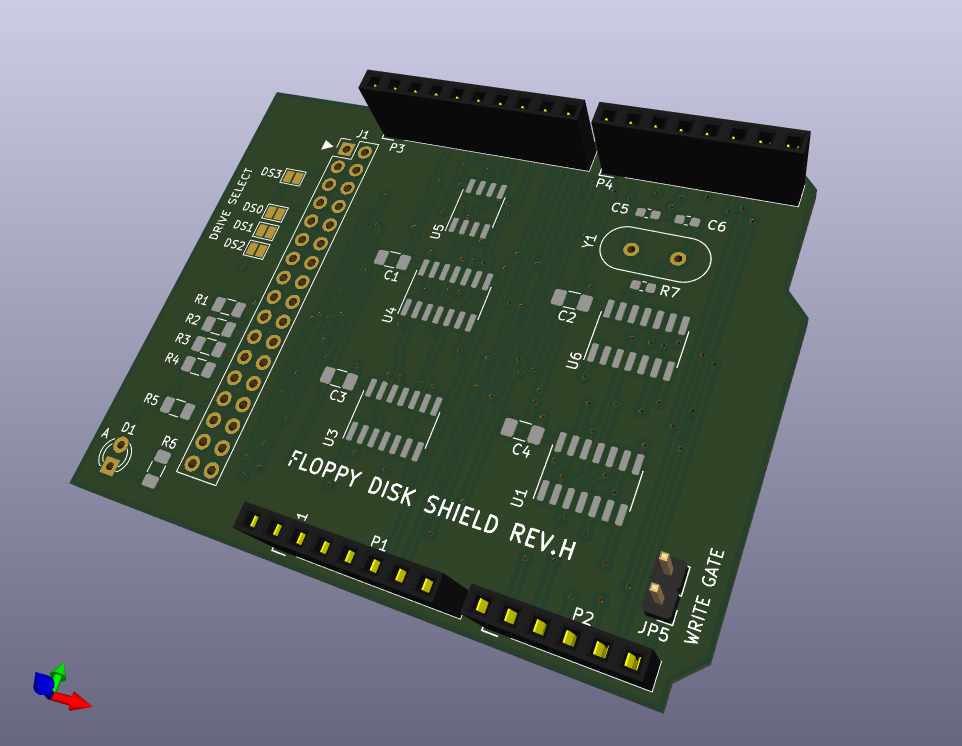 J1
P3
P4
DS3
DRIVE SELECT
DS0
DS1
DS2
U5
C5
C6
Y1
R7
C1
C2
U4
U6
R1
R2
R3
R4
R5
R6
A
D1
C3
C4
U3
U1
FLOPPY DISK SHIELD REV.H
1
P1
P2
JP5
WRITE GATE